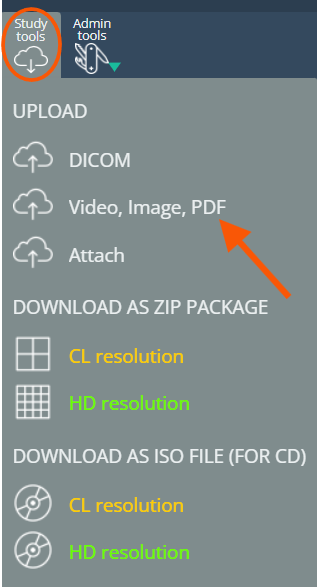 Study tools
Admin tools
UPLOAD
DICOM
Video, Image, PDF
Attach
DOWNLOAD AS ZIP PACKAGE
CL resolution
HD resolution
DOWNLOAD AS ISO FILE (FOR CD)
CL resolution
HD resolution